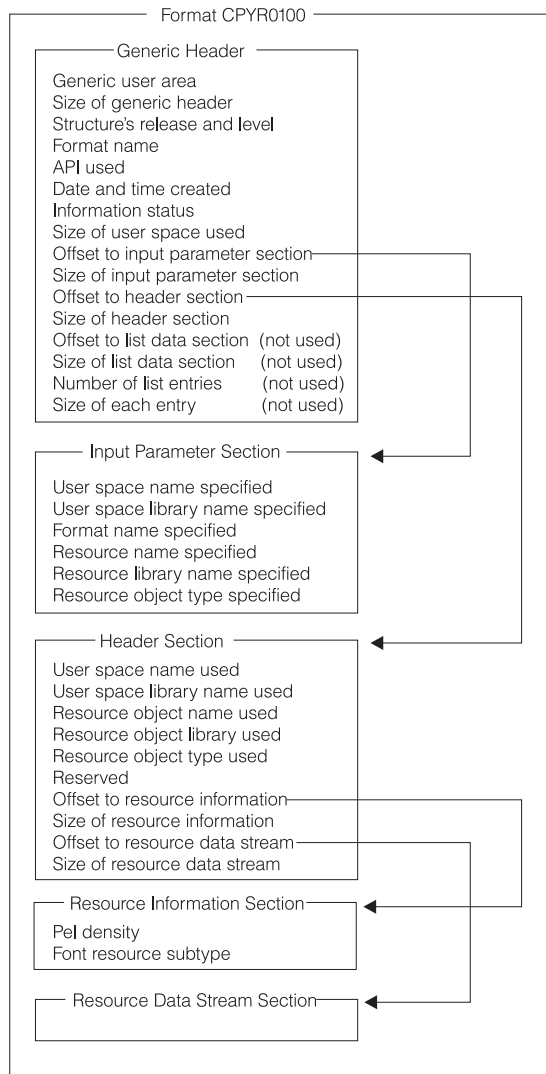 Format CPYR0100
Generic Header
Generic user area
Size of generic header
Structure's release and level
Format name
API used
Date and time created
Information status
Size of user space used
Offset to input parameter section
Size of input parameter section
Offset to header section
Size of header section
Offset to list data section (not used)
Size of list data section (not used)
Number of list entries (not used)
Size of each entry (not used)
Input Parameter Section
User space name specified
User space library name specified
Format name specified
Resource name specified
Resource library name specified
Resource object type specified
Header Section
User space name used
User space library name used
Resource object name used
Resource object library used
Resource object type used
Reserved
Offset to resource information
Size of resource information
Offset to resource data stream
Size of resource data stream
Resource Information Section
Pel density
Font resource subtype
Resource Data Stream Section